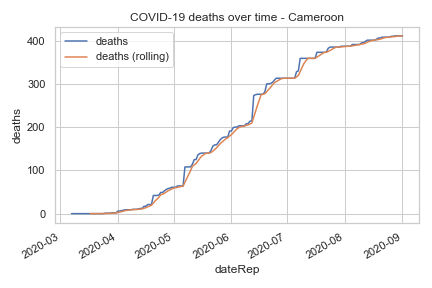 COVID-19 deaths over time - Cameroon
deaths
deaths (rolling)
400
300
200
100
0
deaths
2020-03
2020-04
2020-05
2020-06
2020-07
2020-08
2020-09
dateRep